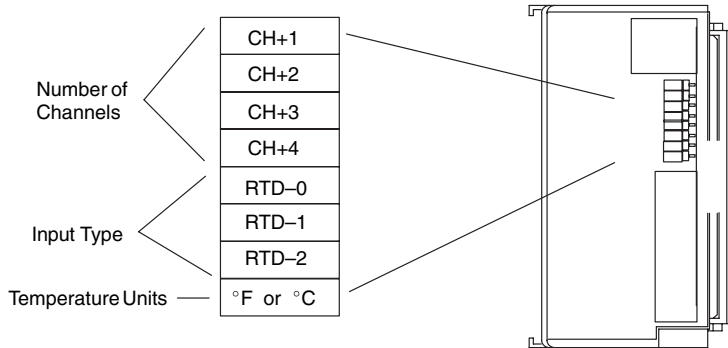 CH+1
CH+2
CH+3
CH+4
RTD–0
RTD–1
RTD–2
°F or °C
Number of
Channels
Input Type
Temperature Units